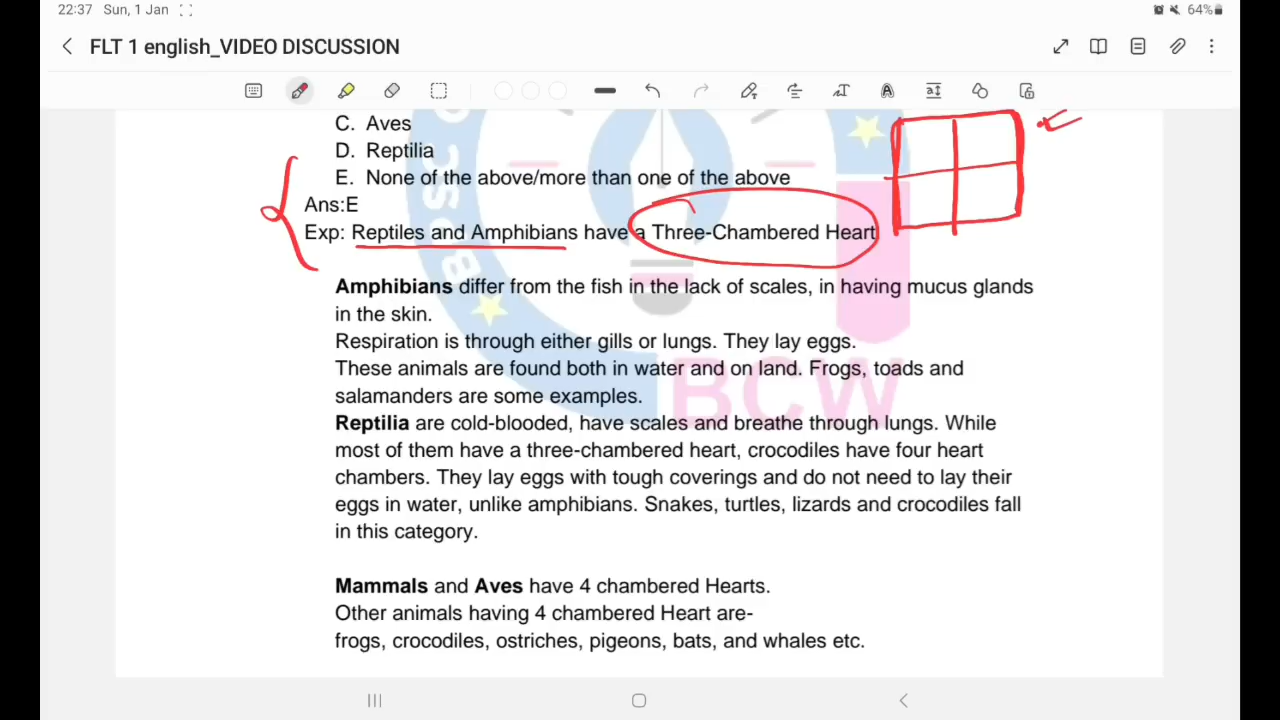 22:37 Sun, 1 Jan
64%
FLT 1 english_VIDEO DISCUSSION
C. Aves
D. Reptilia
E. None of the above/more than one of the above
Ans:E
Exp: Reptiles and Amphibians have a Three-Chambered Heart
Amphibians differ from the fish in the lack of scales, in having mucus glands
in the skin.
Respiration is through either gills or lungs. They lay eggs.
These animals are found both in water and on land. Frogs, toads and
salamanders are some examples.
Reptilia are cold-blooded, have scales and breathe through lungs. While
most of them have a three-chambered heart, crocodiles have four heart
chambers. They lay eggs with tough coverings and do not need to lay their
eggs in water, unlike amphibians. Snakes, turtles, lizards and crocodiles fall
in this category.
Mammals and Aves have 4 chambered Hearts.
Other animals having 4 chambered Heart are-
frogs, crocodiles, ostriches, pigeons, bats, and whales etc.
BCW